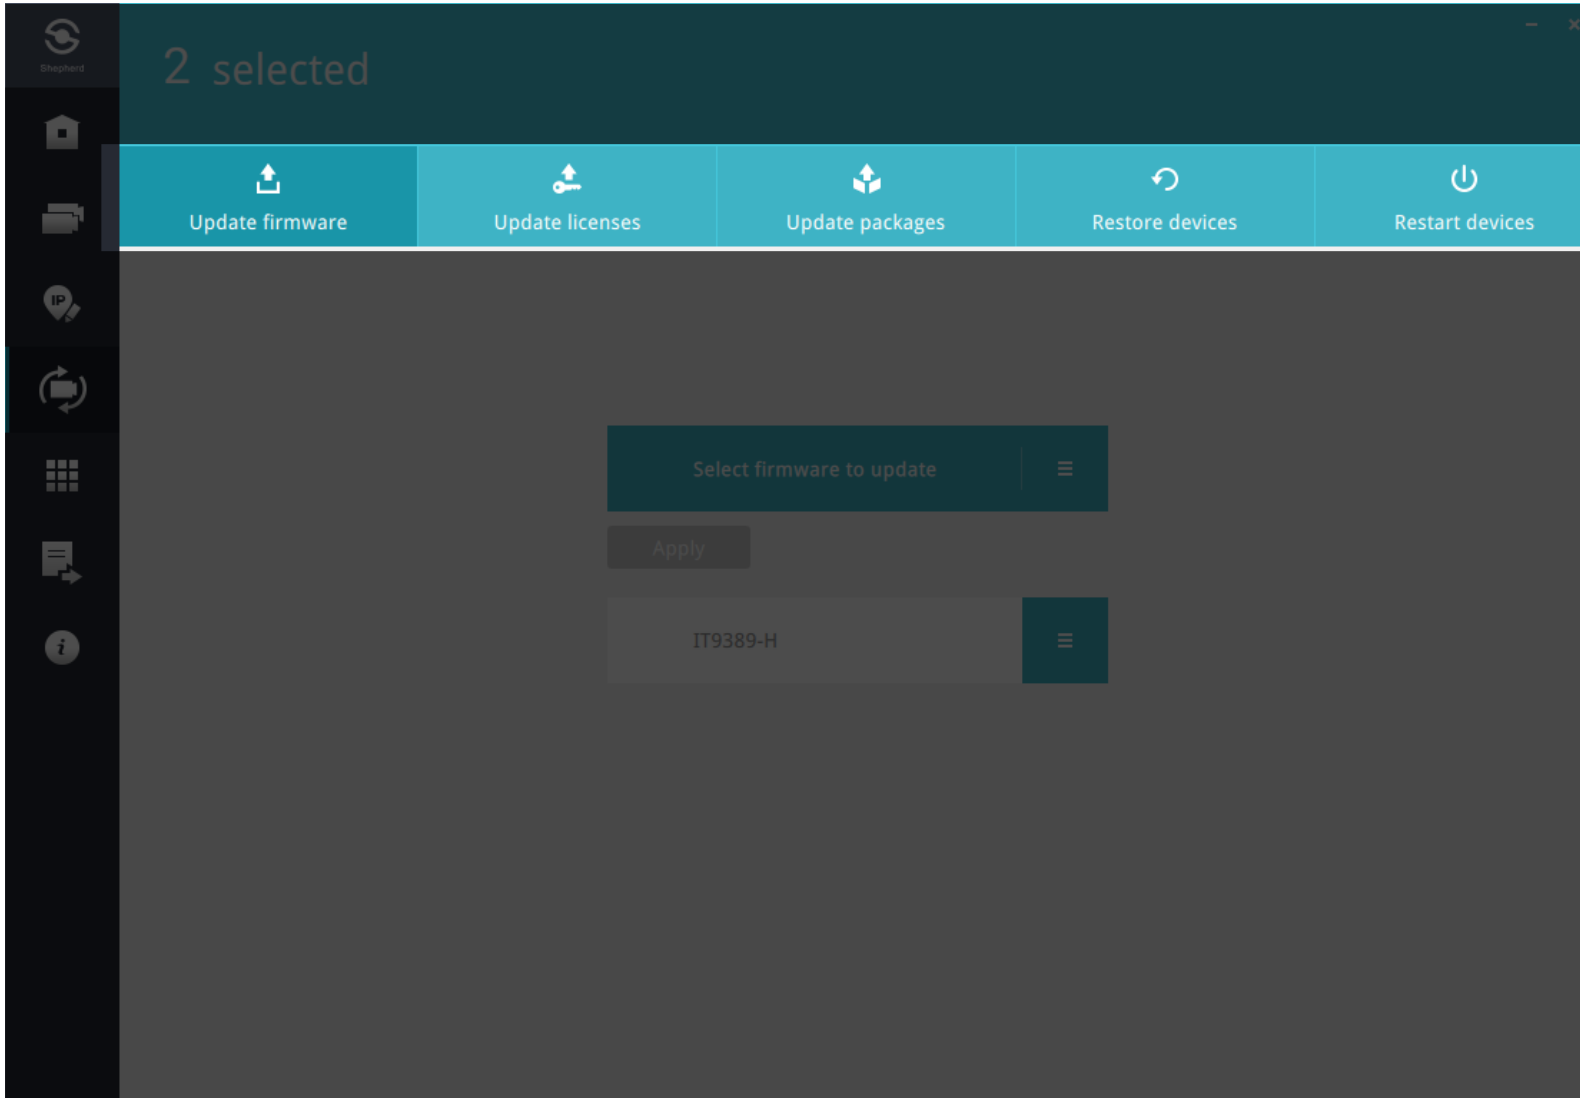 Shepherd
2 selected
Update firmware
Update licenses
Update packages
Restore devices
Restart devices
IP
Select firmware to update
Apply
IT9389-H
i